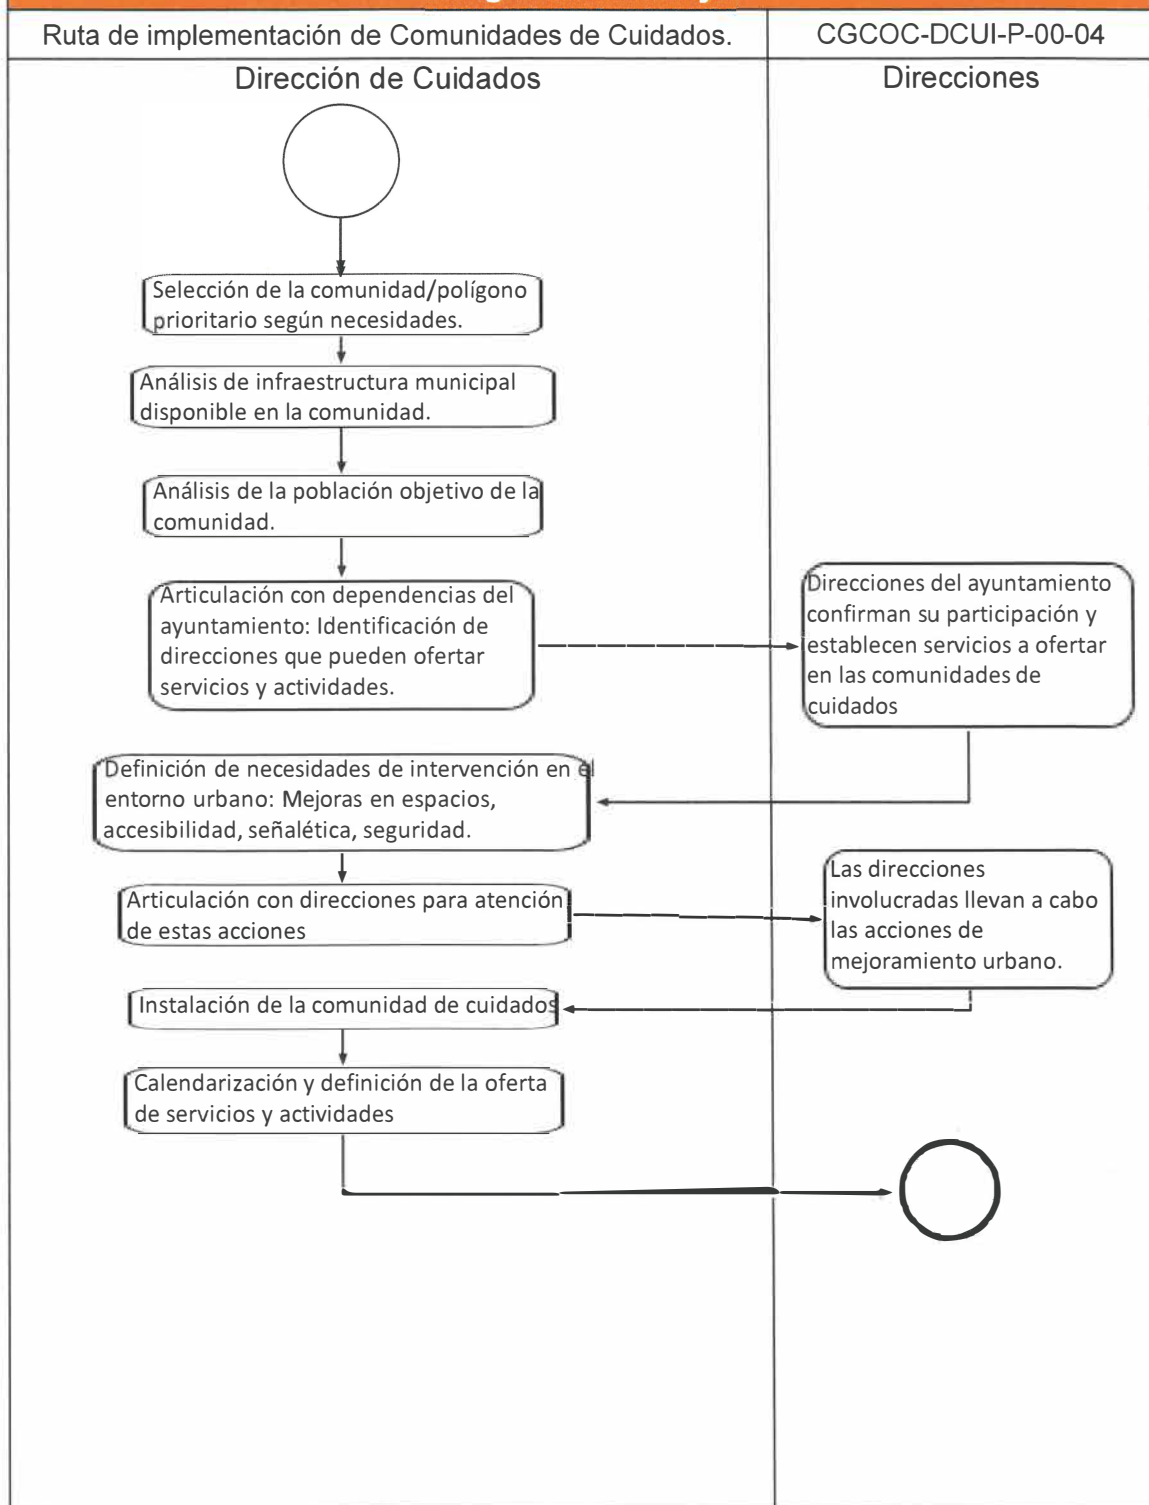 Ruta de implementación de Comunidades de Cuidados.
CGCOC-DCUI-P-00-04
Dirección de Cuidados
Direcciones
Selección de la comunidad/polígono
prioritario según necesidades.
Análisis de infraestructura municipal
disponible en la comunidad.
Análisis de la población objetivo de la
comunidad.
Articulación con dependencias del
ayuntamiento: Identificación de
direcciones que pueden ofertar
servicios y actividades.
Direcciones del ayuntamiento
confirman su participación y
establecen servicios a ofertar
en las comunidades de
cuidados
Definición de necesidades de intervención en el
entorno urbano: Mejoras en espacios,
accesibilidad, señalética, seguridad.
Articulación con direcciones para atención
de estas acciones
Las direcciones
involucradas llevan a cabo
las acciones de
mejoramiento urbano.
Instalación de la comunidad de cuidados
Calendarización y definición de la oferta
de servicios y actividades